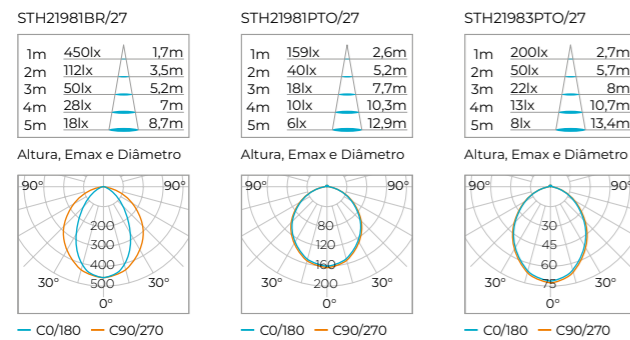 STH21981BR/27
1m 450lx 1,7m
2m 112lx 3,5m
3m 50lx 5,2m
4m 28lx 7m
5m 18lx 8,7m
Altura, Emax e Diâmetro
90° 90°
200
300
400
500
30° 30°
0°
C0/180 C90/270
STH21981PTO/27
1m 159lx 2,6m
2m 40lx 5,2m
3m 18lx 7,7m
4m 10lx 10,3m
5m 6lx 12,9m
Altura, Emax e Diâmetro
90° 90°
80
120
160
200
30° 30°
0°
C0/180 C90/270
STH21983PTO/27
1m 200lx 2,7m
2m 50lx 5,7m
3m 22lx 8m
4m 13lx 10,7m
5m 8lx 13,4m
Altura, Emax e Diâmetro
90° 90°
30
45
60
75
30° 30°
0°
C0/180 C90/270